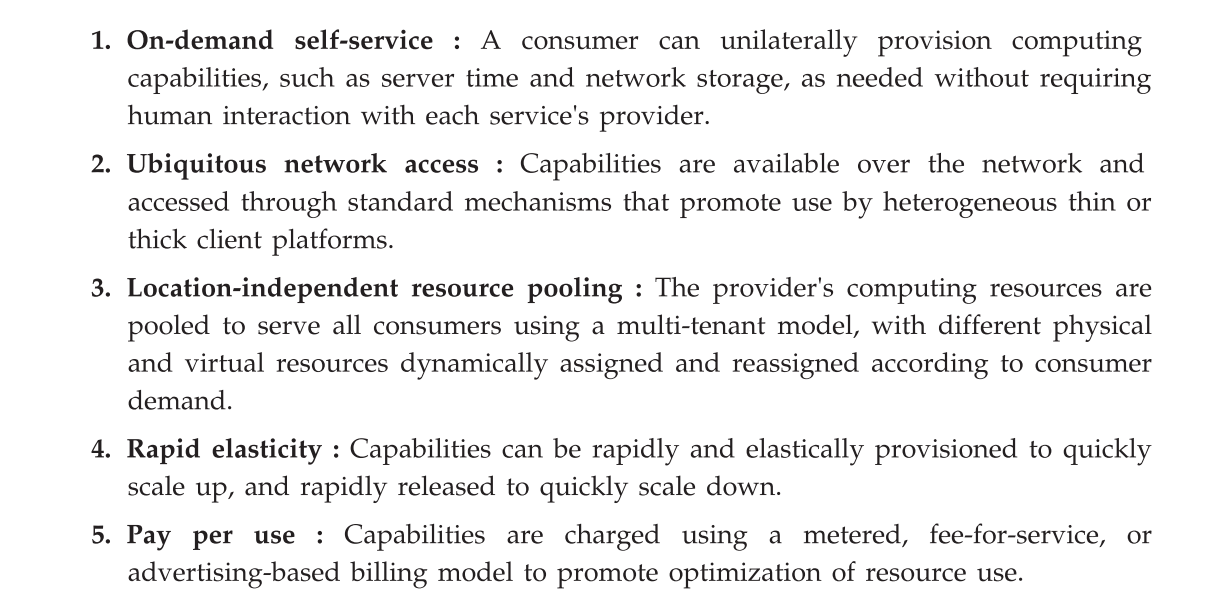 1. On-demand self-service : A consumer can unilaterally provision computing
capabilities, such as server time and network storage, as needed without requiring
human interaction with each service's provider.
2. Ubiquitous network access : Capabilities are available over the network and
accessed through standard mechanisms that promote use by heterogeneous thin or
thick client platforms.
3. Location-independent resource pooling : The provider's computing resources are
pooled to serve all consumers using a multi-tenant model, with different physical
and virtual resources dynamically assigned and reassigned according to consumer
demand.
4. Rapid elasticity : Capabilities can be rapidly and elastically provisioned to quickly
scale up, and rapidly released to quickly scale down.
5. Pay per use : Capabilities are charged using a metered, fee-for-service, or
advertising-based billing model to promote optimization of resource use.